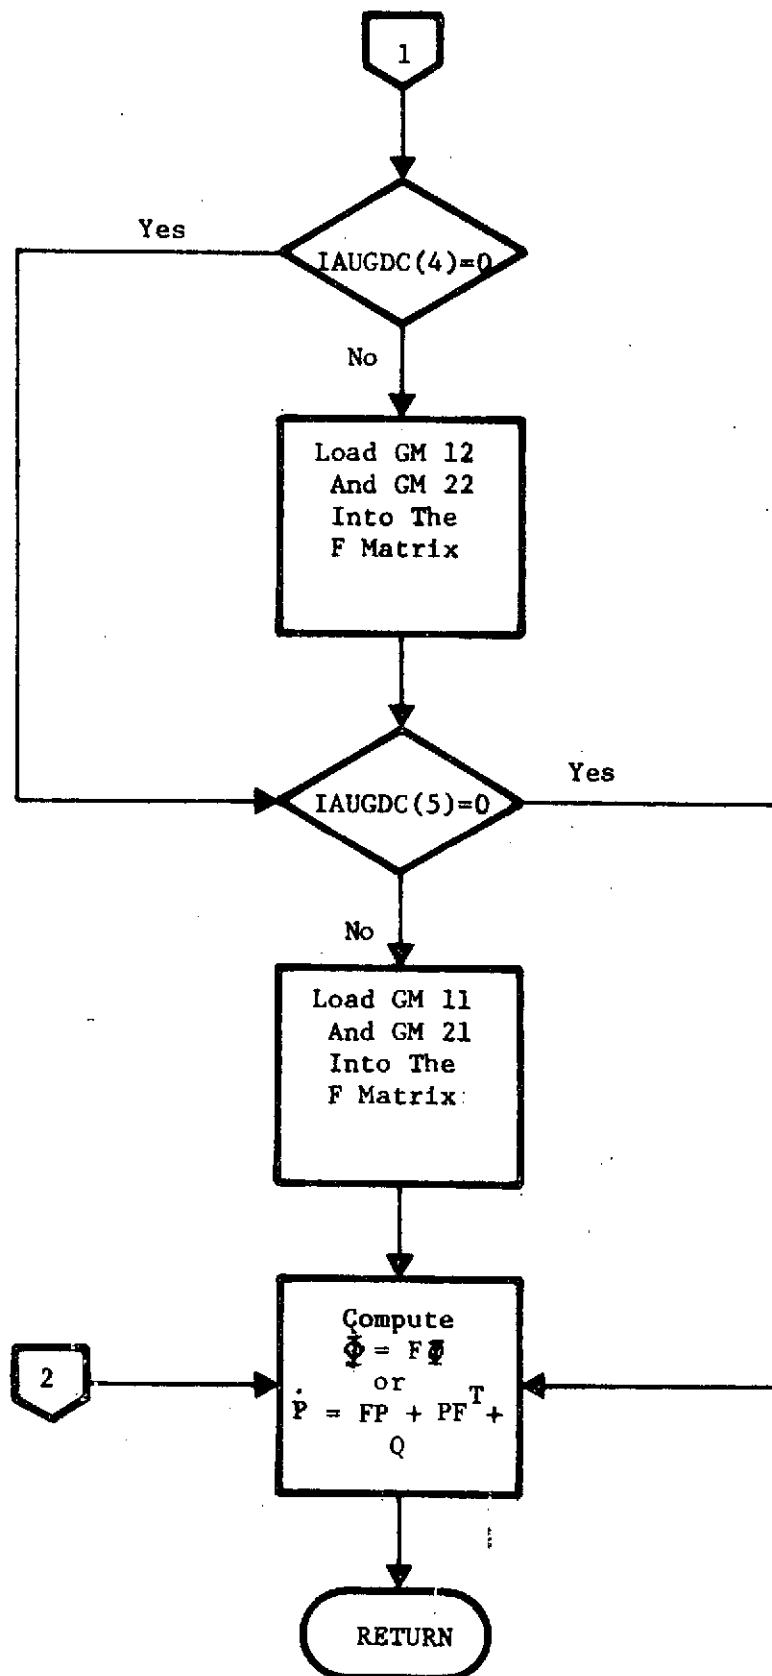 1
IAUGDC(4)=0
Yes
No
Load GM 12
And GM 22
Into The
F Matrix
IAUGDC(5)=0
Yes
No
Load GM 11
And GM 21
Into The
F Matrix
2
Compute
Φ̇ = FΦ
or
Ṗ = FP + PFᵀ +
Q
RETURN